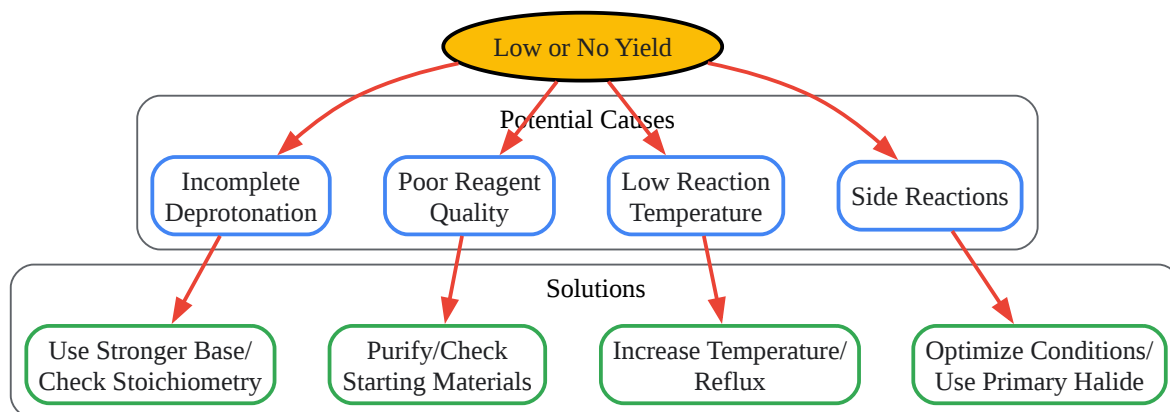 Low or No Yield
Potential Causes
Incomplete
Deprotonation
Poor Reagent
Quality
Low Reaction
Temperature
Side Reactions
Solutions
Use Stronger Base/
Check Stoichiometry
Purify/Check
Starting Materials
Increase Temperature/
Reflux
Optimize Conditions/
Use Primary Halide